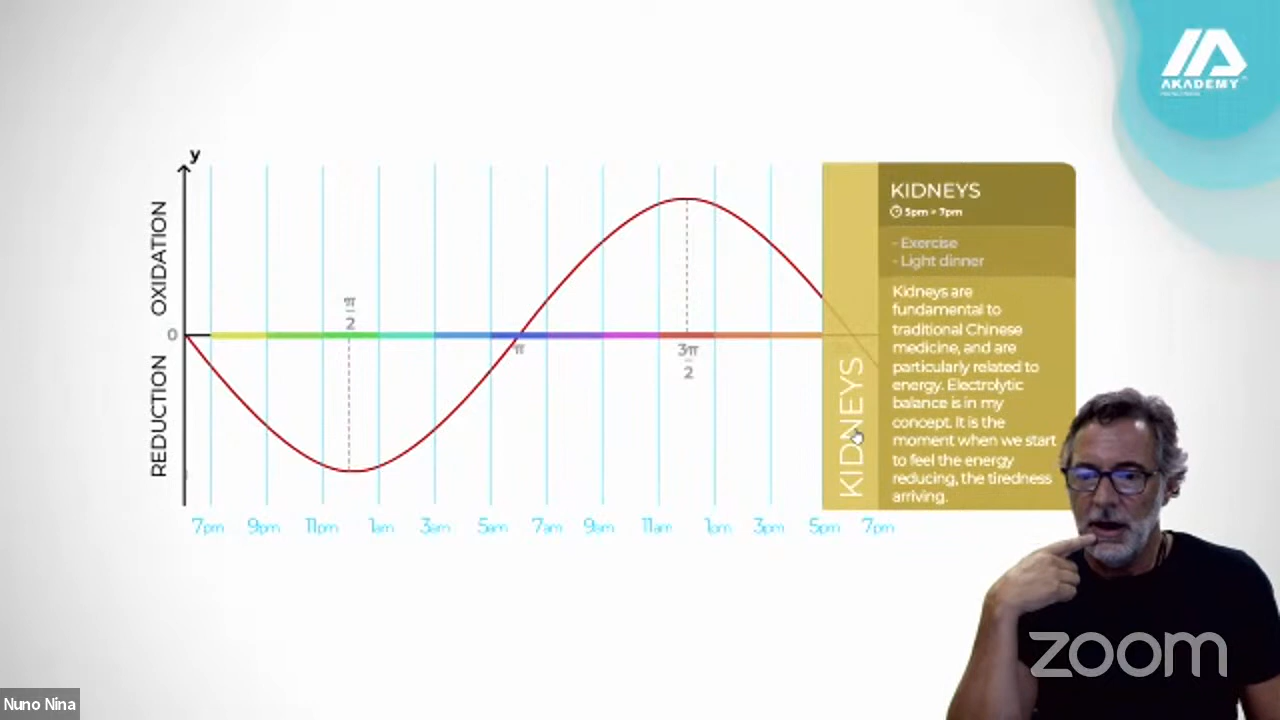 AKADEMY
y
OXIDATION
REDUCTION
0
π
2
π
3π
2
7pm 9pm 11pm 1am 3am 5am 7am 9am 11am 1pm 3pm 5pm 7pm
KIDNEYS
KIDNEYS
5pm > 7pm
- Exercise
- Light dinner
Kidneys are
fundamental to
traditional Chinese
medicine, and are
particularly related to
energy. Electrolytic
balance is in my
concept. It is the
moment when we start
to feel the energy
reducing, the tiredness
arriving.
zoom
Nuno Nina